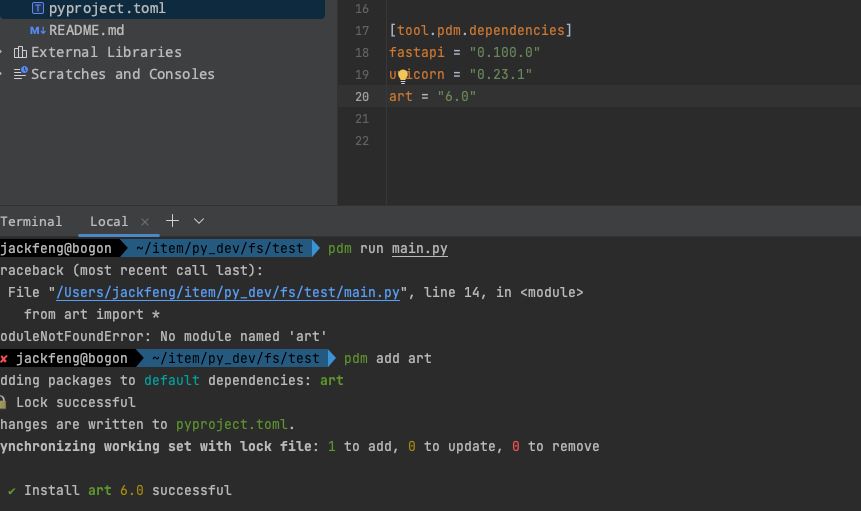 pyproject.toml
M↓ README.md
External Libraries
Scratches and Consoles
16
17 [tool.pdm.dependencies]
18 fastapi = "0.100.0"
19 u icorn = "0.23.1"
20 art = "6.0"
21
22
Terminal Local × + 
jackfeng@bogon ~/item/py_dev/fs/test pdm run main.py
raceback (most recent call last):
File "/Users/jackfeng/item/py_dev/fs/test/main.py", line 14, in <module>
from art import *
oduleNotFoundError: No module named 'art'
✘ jackfeng@bogon ~/item/py_dev/fs/test pdm add art
dding packages to default dependencies: art
🔒 Lock successful
hanges are written to pyproject.toml.
ynchronizing working set with lock file: 1 to add, 0 to update, 0 to remove
✔ Install art 6.0 successful